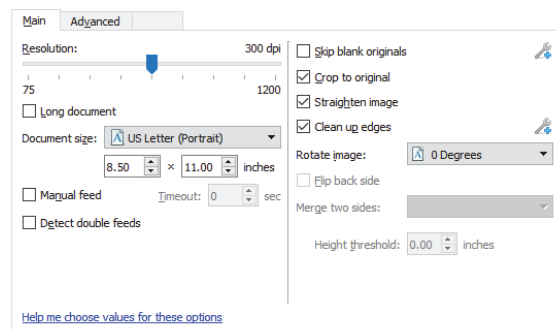 Main
Advanced
Resolution: 300 dpi
75 1200
Long document
Document size: US Letter (Portrait)
8.50 × 11.00 inches
Manual feed Timeout: 0 sec
Detect double feeds
Skip blank originals
Crop to original
Straighten image
Clean up edges
Rotate image: 0 Degrees
Flip back side
Merge two sides:
Height threshold: 0.00 inches
Help me choose values for these options